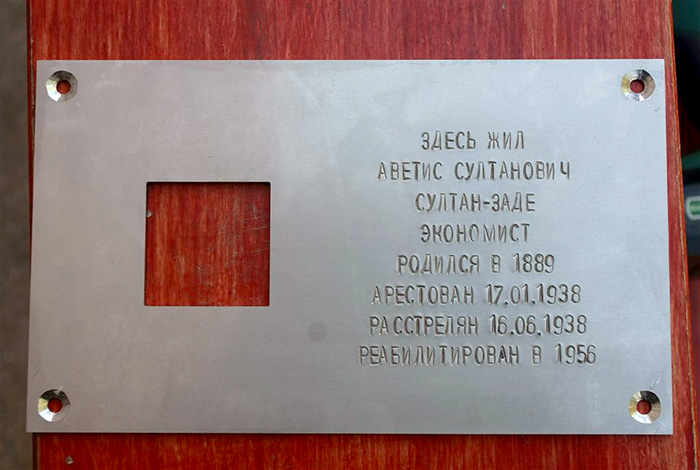 ЗДЕСЬ ЖИЛ
АВЕТИС СУЛТАНОВИЧ
СУЛТАН-ЗАДЕ
ЭКОНОМИСТ
РОДИЛСЯ В 1889
АРЕСТОВАН 17.01.1938
РАССТРЕЛЯН 16.06.1938
РЕАБИЛИТИРОВАН В 1956